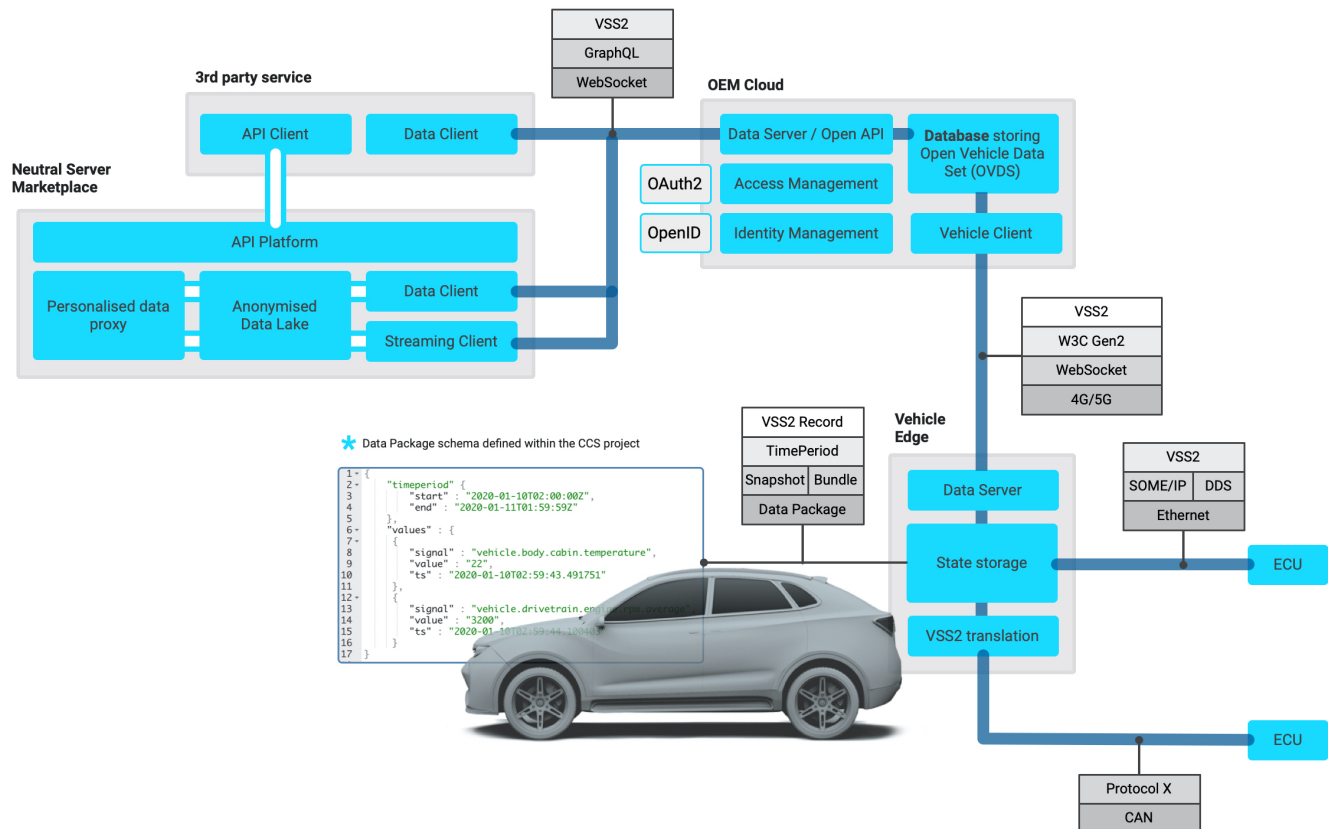 VSS2
GraphQL
WebSocket
3rd party service
API Client
Data Client
OEM Cloud
Data Server / Open API
Database storing
Open Vehicle Data
Set (OVDS)
OAuth2
Access Management
OpenID
Identity Management
Vehicle Client
Neutral Server
Marketplace
API Platform
Personalised data
proxy
Anonymised
Data Lake
Data Client
Streaming Client
VSS2
W3C Gen2
WebSocket
4G/5G
VSS2 Record
TimePeriod
Snapshot
Bundle
Data Package
Vehicle
Edge
Data Server
State storage
VSS2 translation
VSS2
SOME/IP
DDS
Ethernet
ECU
ECU
Protocol X
CAN
* Data Package schema defined within the CCS project
1 {
2 "timeperiod" {
3 "start" : "2020-01-10T02:00:00Z",
4 "end" : "2020-01-11T01:59:59Z"
5 },
6 "values" : {
7 {
8 "signal" : "vehicle.body.cabin.temperature",
9 "value" : "22",
10 "ts" : "2020-01-10T02:59:43.491751"
11 },
12 {
13 "signal" : "vehicle.drivetrain.engine.rpm.average",
14 "value" : "3200",
15 "ts" : "2020-01-10T02:59:44
16 }
17 }